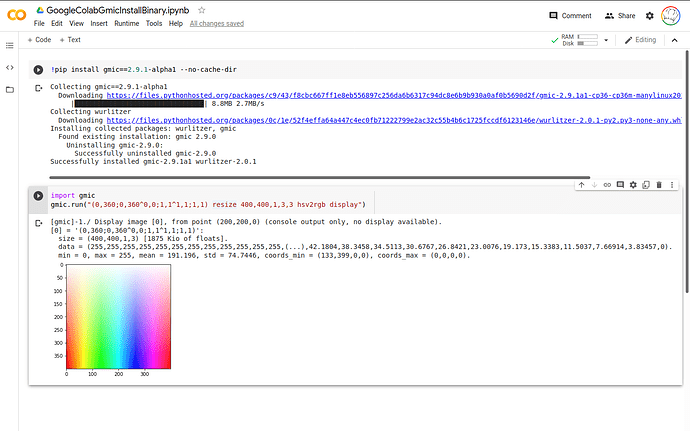 GoogleColabGmicInstallBinary.ipynb
Comment
Share
File Edit View Insert Runtime Tools Help All changes saved
+ Code + Text
RAM
Disk
Editing
!pip install gmic==2.9.1-alpha1 --no-cache-dir
Collecting gmic==2.9.1-alpha1
Downloading https://files.pythonhosted.org/packages/c9/43/f8cbc667ff1e8eb556897c256da6b6317c94dc8e6b9b930a0af0b5690d2f/gmic-2.9.1a1-cp36-cp36m-manylinux20
8.8MB 2.7MB/s
Collecting wurlitzer
Downloading https://files.pythonhosted.org/packages/0c/1e/52f4effa64a447c4ec0fb71222799e2ac32c55b4b6c1725fccdf6123146e/wurlitzer-2.0.1-py2.py3-none-any.wh
Installing collected packages: wurlitzer, gmic
Found existing installation: gmic 2.9.0
Uninstalling gmic-2.9.0:
Successfully uninstalled gmic-2.9.0
Successfully installed gmic-2.9.1a1 wurlitzer-2.0.1
import gmic
gmic.run("(0,360;0,360^0,0;1,1^1,1;1,1) resize 400,400,1,3,3 hsv2rgb display")
[gmic]-1./ Display image [0], from point (200,200,0) (console output only, no display available).
[0] = '(0,360;0,360^0,0;1,1^1,1;1,1)':
size = (400,400,1,3) [1875 Kio of floats].
data = (255,255,255,255,255,255,255,255,255,255,255,255,(...),42.1804,38.3458,34.5113,30.6767,26.8421,23.0076,19.173,15.3383,11.5037,7.66914,3.83457,0).
min = 0, max = 255, mean = 191.196, std = 74.7446, coords_min = (133,399,0,0), coords_max = (0,0,0,0).
0
50
100
150
200
250
300
350
0 100 200 300